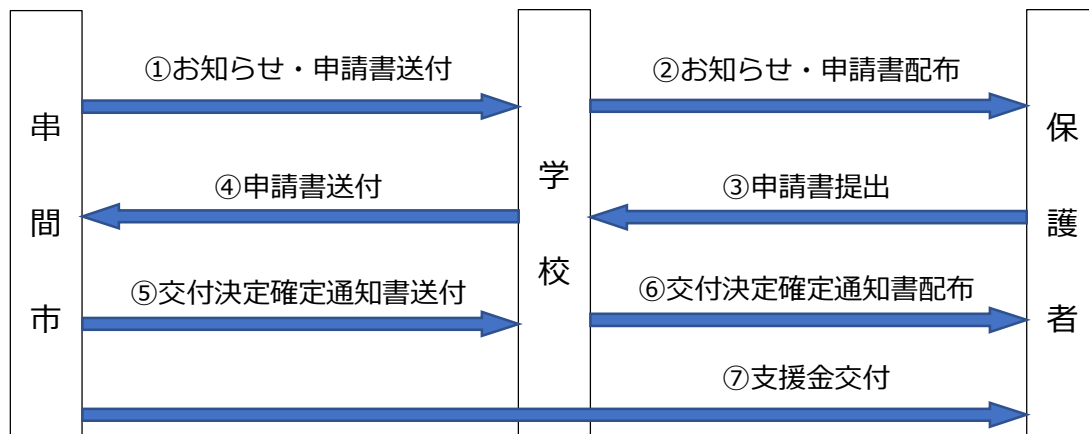 串間市
学校
保護者
①お知らせ・申請書送付
②お知らせ・申請書配布
③申請書提出
④申請書送付
⑤交付決定確定通知書送付
⑥交付決定確定通知書配布
⑦支援金交付